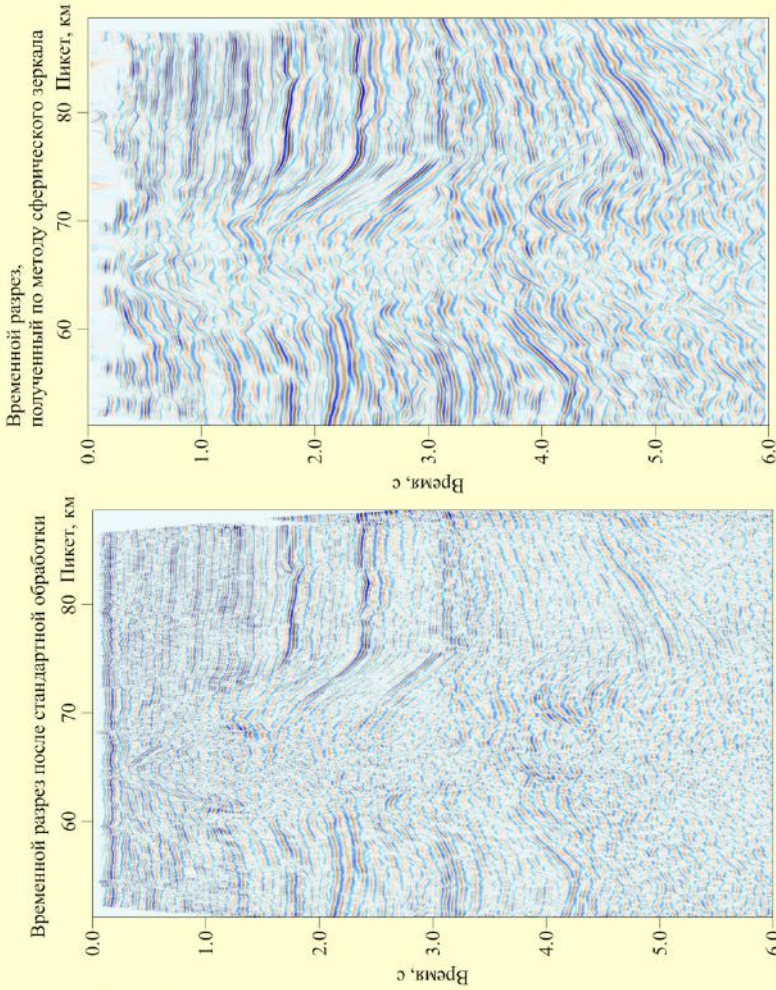 Временной разрез,
полученный по методу сферического зеркала
Пикет, км
60
70
80
0.0
1.0
2.0
3.0
4.0
5.0
6.0
Время, с
Временной разрез после стандартной обработки
Пикет, км
60
70
80
0.0
1.0
2.0
3.0
4.0
5.0
6.0
Время, с